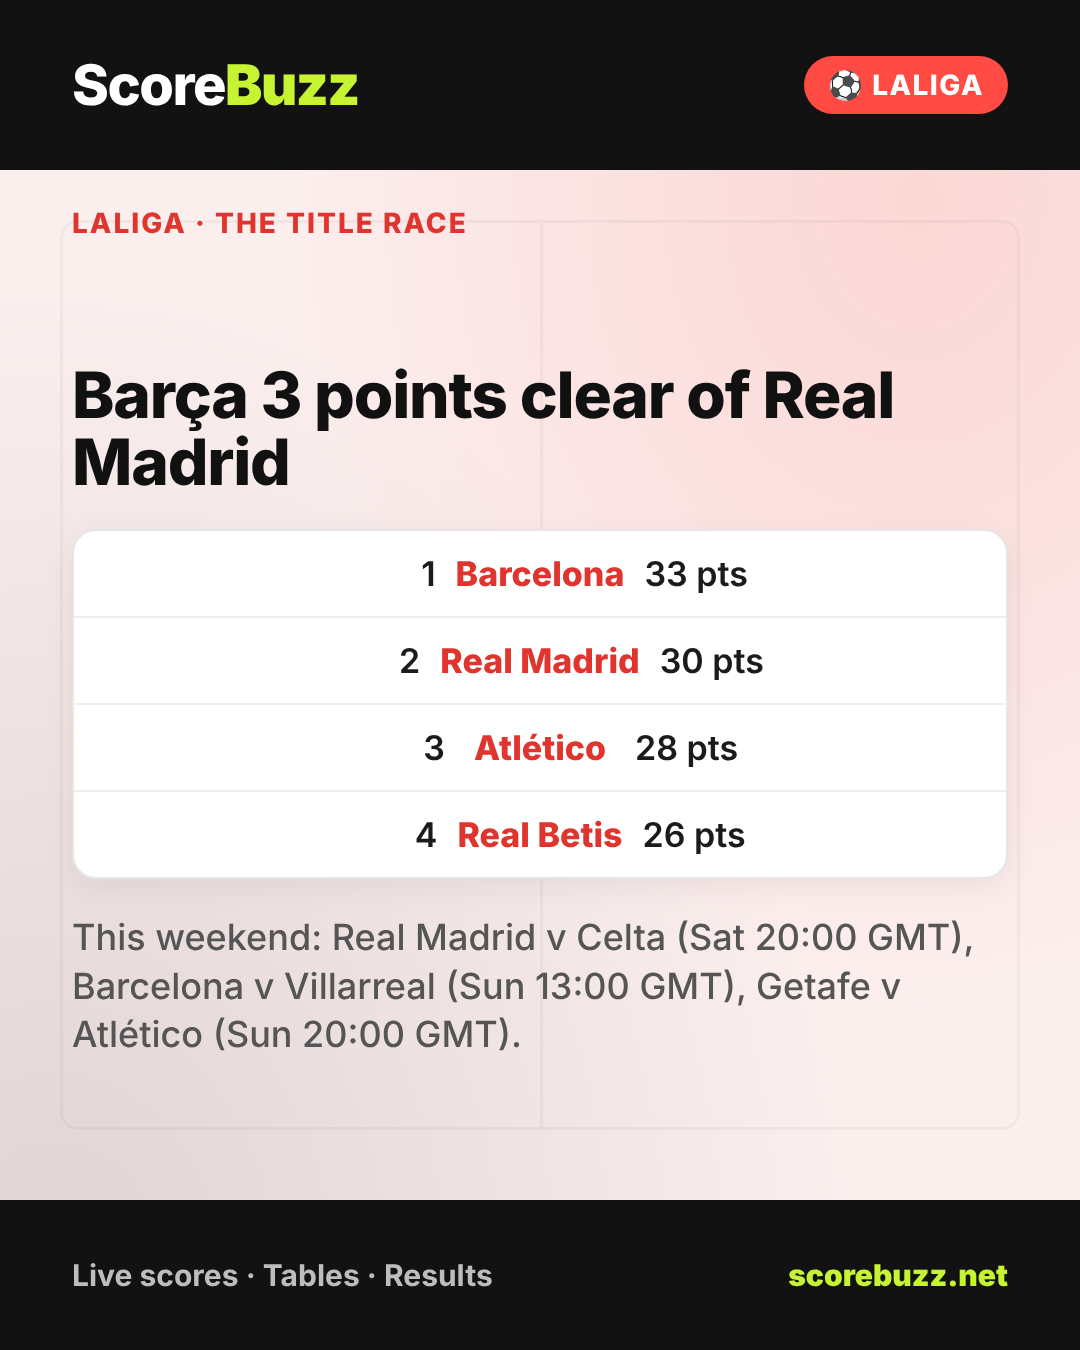 ScoreBuzz
⚽ LALIGA
LALIGA · THE TITLE RACE
Barça 3 points clear of Real
Madrid
1 Barcelona 33 pts
2 Real Madrid 30 pts
3 Atlético 28 pts
4 Real Betis 26 pts
This weekend: Real Madrid v Celta (Sat 20:00 GMT),
Barcelona v Villarreal (Sun 13:00 GMT), Getafe v
Atlético (Sun 20:00 GMT).
Live scores · Tables · Results
scorebuzz.net